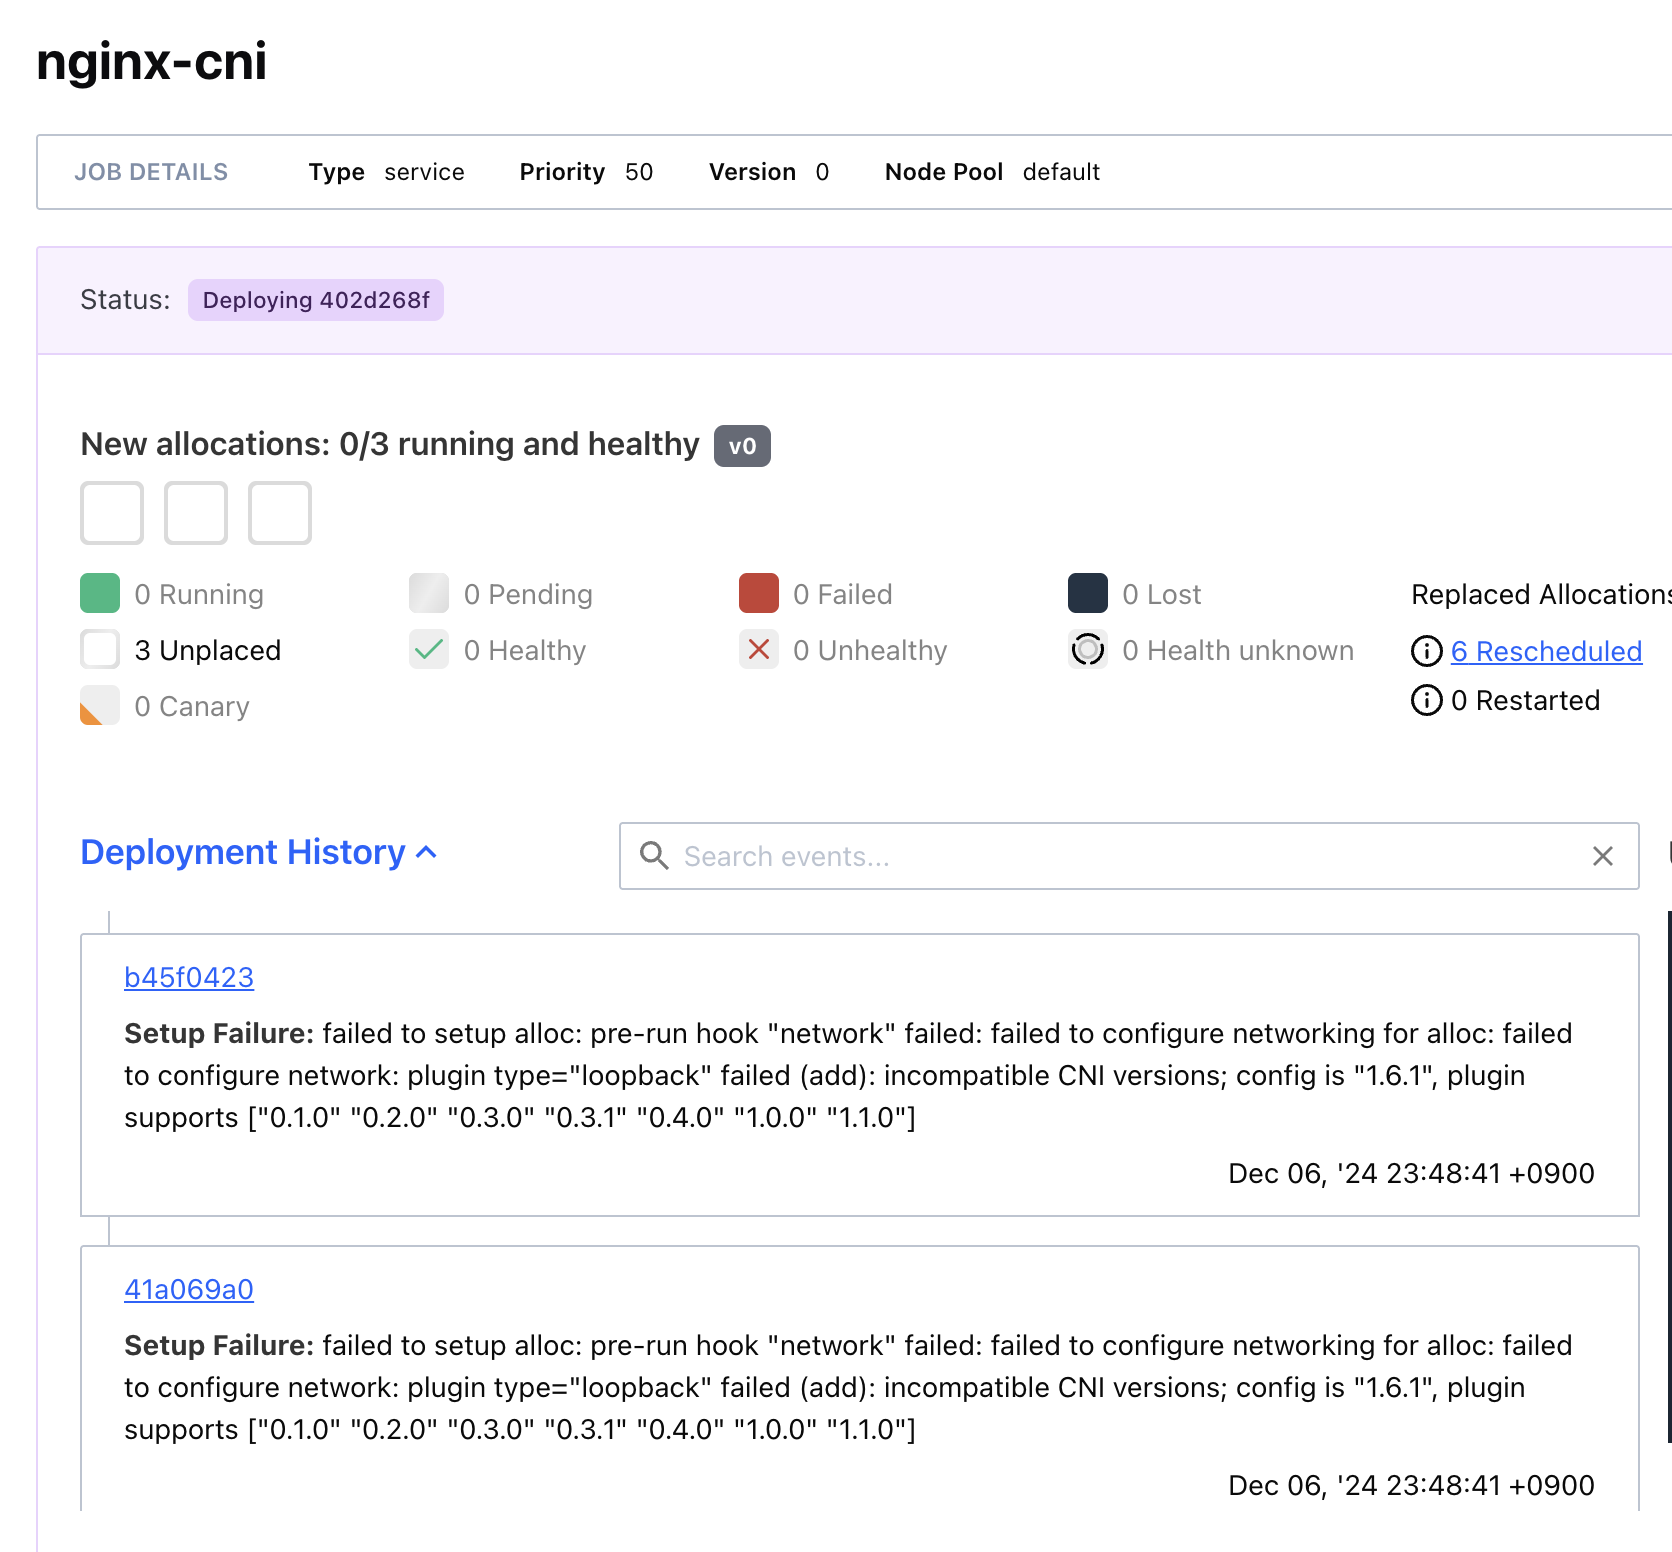 nginx-cni
JOB DETAILS Type service Priority 50 Version 0 Node Pool default
Status: Deploying 402d268f
New allocations: 0/3 running and healthy v0
0 Running 0 Pending 0 Failed 0 Lost Replaced Allocations
3 Unplaced 0 Healthy 0 Unhealthy 0 Health unknown 6 Rescheduled
0 Canary 0 Restarted
Deployment History Search events...
b45f0423
Setup Failure: failed to setup alloc: pre-run hook "network" failed: failed to configure networking for alloc: failed
to configure network: plugin type="loopback" failed (add): incompatible CNI versions; config is "1.6.1", plugin
supports ["0.1.0" "0.2.0" "0.3.0" "0.3.1" "0.4.0" "1.0.0" "1.1.0"]
Dec 06, '24 23:48:41 +0900
41a069a0
Setup Failure: failed to setup alloc: pre-run hook "network" failed: failed to configure networking for alloc: failed
to configure network: plugin type="loopback" failed (add): incompatible CNI versions; config is "1.6.1", plugin
supports ["0.1.0" "0.2.0" "0.3.0" "0.3.1" "0.4.0" "1.0.0" "1.1.0"]
Dec 06, '24 23:48:41 +0900